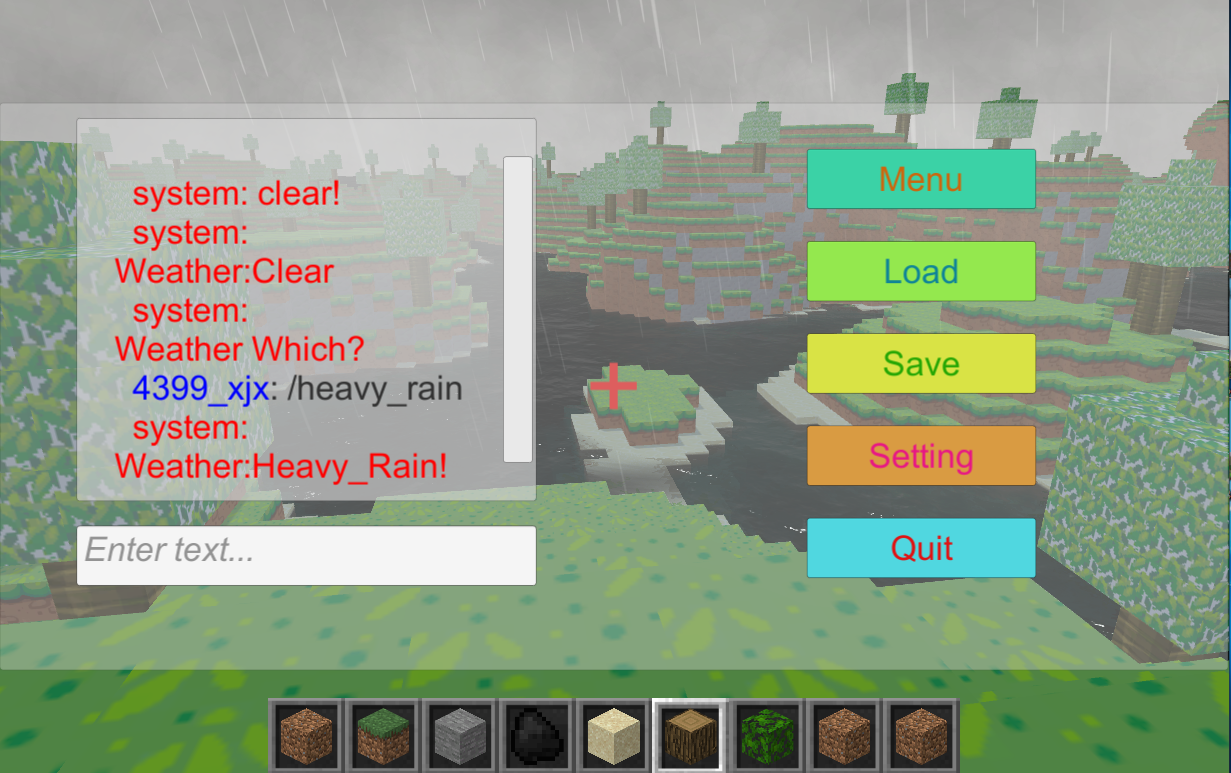 system: clear!
system:
Weather:Clear
system:
Weather Which?
4399_xjx: /heavy_rain
system:
Weather:Heavy_Rain!
Enter text...
Menu
Load
Save
Setting
Quit